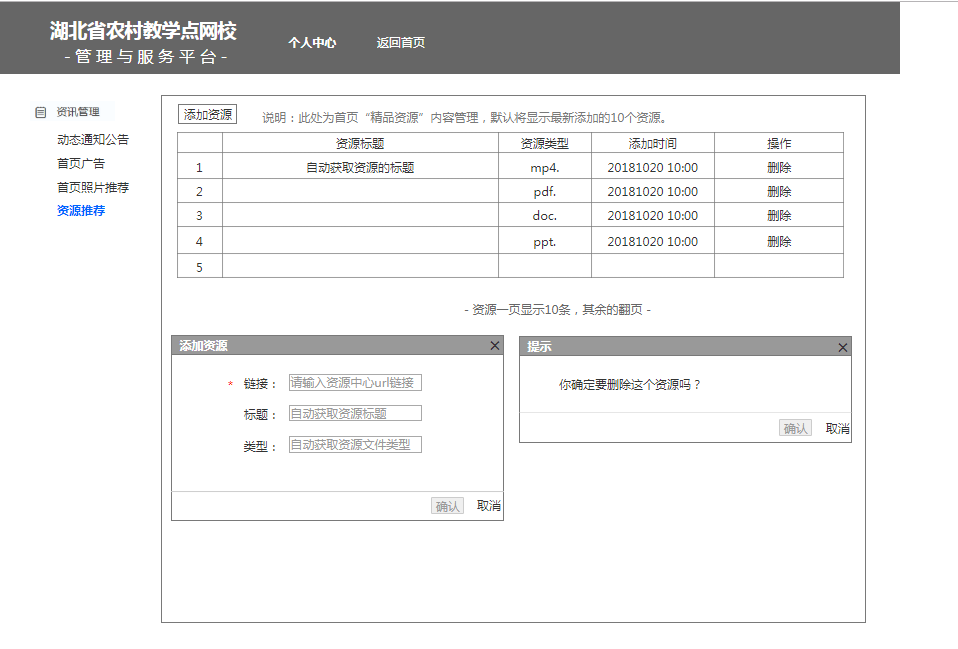 湖北省农村教学点网校
-管理与服务平台-
个人中心 返回首页
资讯管理
动态通知公告
首页广告
首页照片推荐
资源推荐
添加资源 说明：此处为首页“精品资源”内容管理，默认将显示最新添加的10个资源。
资源标题 资源类型 添加时间 操作
1 自动获取资源的标题 mp4. 20181020 10:00 删除
2 pdf. 20181020 10:00 删除
3 doc. 20181020 10:00 删除
4 ppt. 20181020 10:00 删除
5
- 资源一页显示10条，其余的翻页 -
添加资源 ×
* 链接： 请输入资源中心url链接
标题： 自动获取资源标题
类型： 自动获取资源文件类型
确认 取消
提示 ×
你确定要删除这个资源吗？
确认 取消